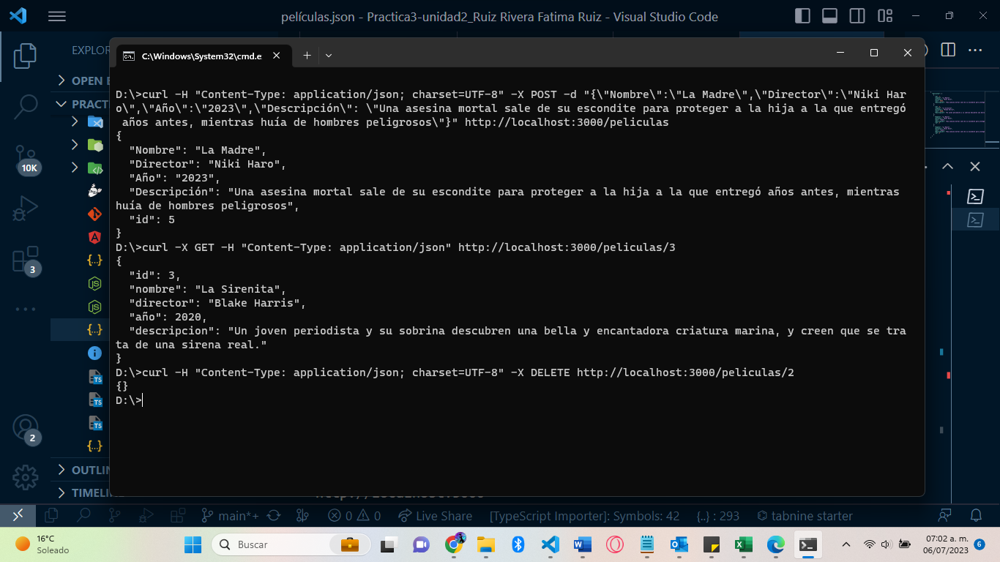 películas.json - Practica3-unidad2_Ruiz Rivera Fatima Ruiz - Visual Studio Code
EXPLOR
C:\Windows\System32\cmd.e
OPEN E
PRACT
10K
3
2
OUTLIN
TIMELI
D:\>curl -H "Content-Type: application/json; charset=UTF-8" -X POST -d "{\"Nombre\":\"La Madre\",\"Director\":\"Niki Har
o\",\"Año\":\"2023\",\"Descripción\": \"Una asesina mortal sale de su escondite para proteger a la hija a la que entregó
años antes, mientras huía de hombres peligrosos\"}" http://localhost:3000/peliculas
{
"Nombre": "La Madre",
"Director": "Niki Haro",
"Año": "2023",
"Descripción": "Una asesina mortal sale de su escondite para proteger a la hija a la que entregó años antes, mientras
huía de hombres peligrosos",
"id": 5
}
D:\>curl -X GET -H "Content-Type: application/json" http://localhost:3000/peliculas/3
{
"id": 3,
"nombre": "La Sirenita",
"director": "Blake Harris",
"año": 2020,
"descripcion": "Un joven periodista y su sobrina descubren una bella y encantadora criatura marina, y creen que se tra
ta de una sirena real."
}
D:\>curl -H "Content-Type: application/json; charset=UTF-8" -X DELETE http://localhost:3000/peliculas/2
{}
D:\>
main*+
0
0
Live Share
[TypeScript Importer]: Symbols: 42
{..} : 293
tabnine starter
16°C
Soleado
Buscar
07:02 a. m.
06/07/2023
6